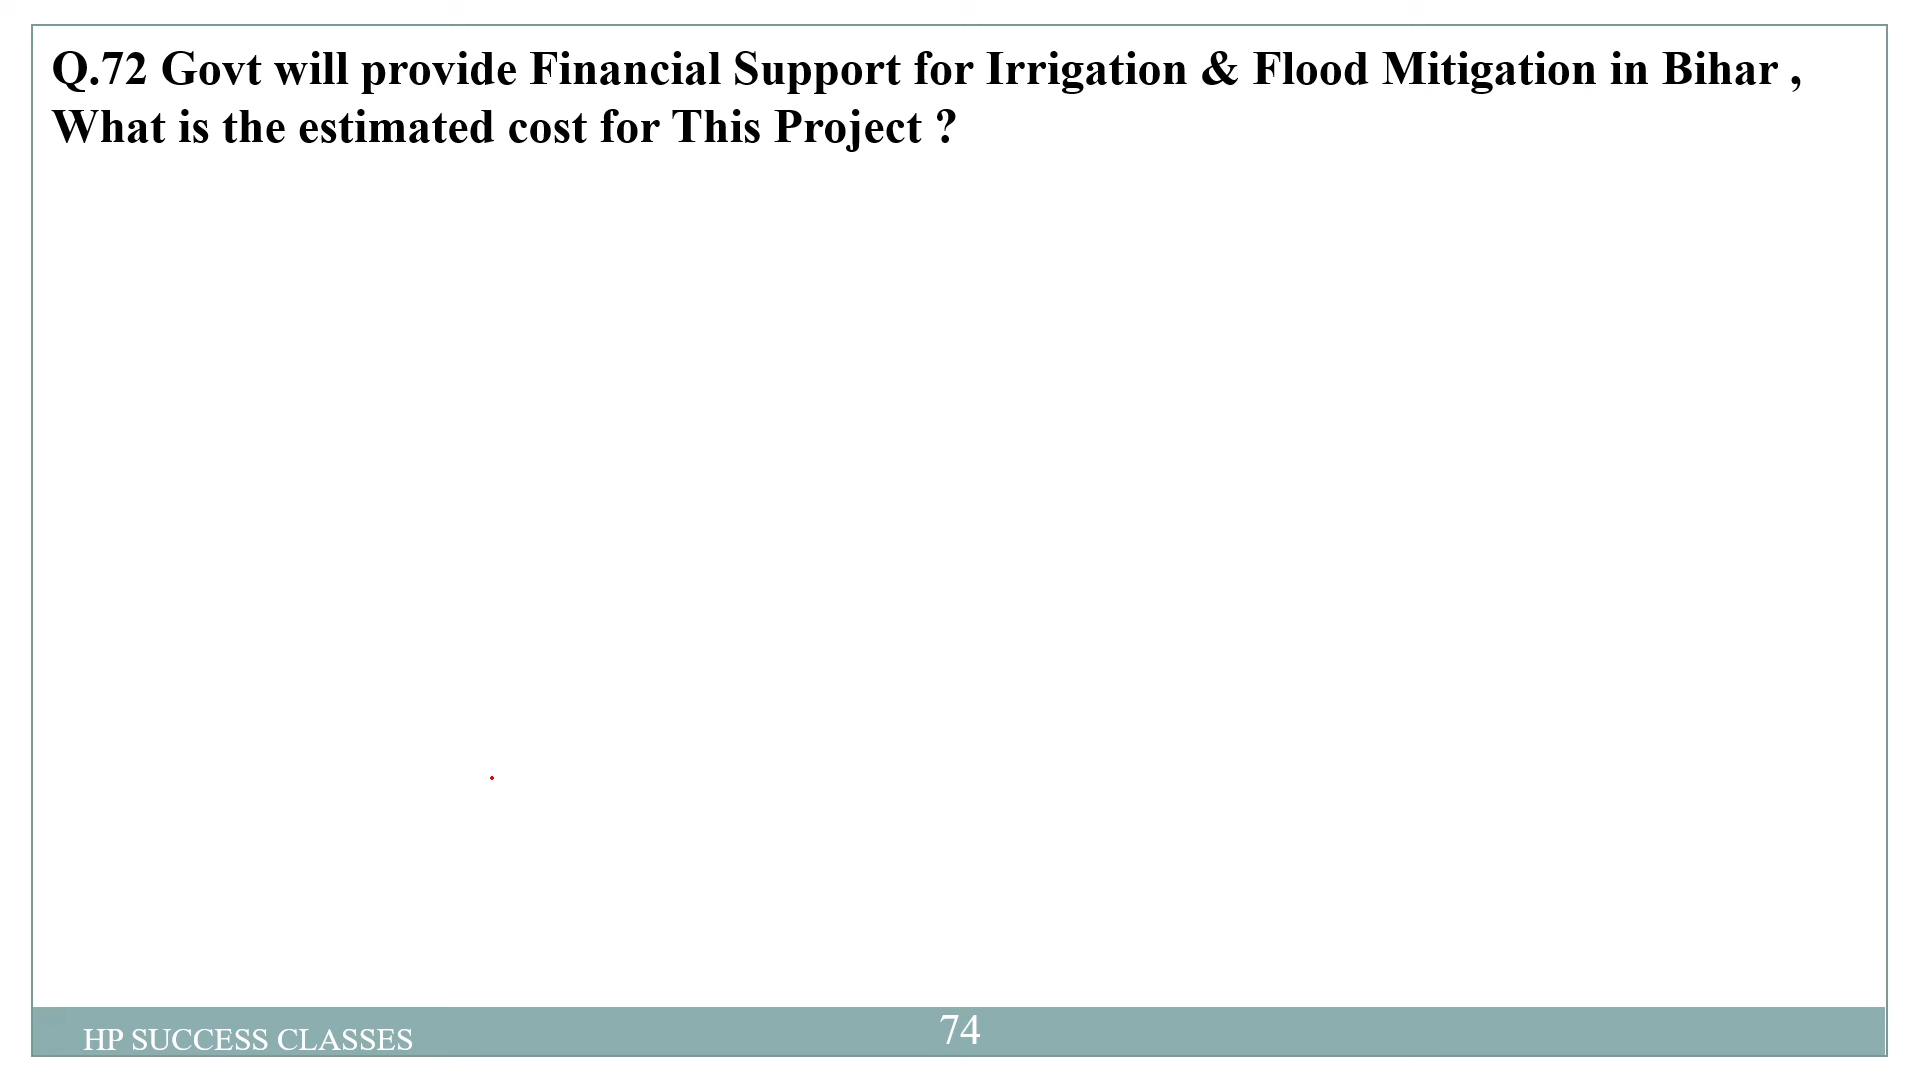 Q.72 Govt will provide Financial Support for Irrigation & Flood Mitigation in Bihar ,
What is the estimated cost for This Project ?
HP SUCCESS CLASSES
74